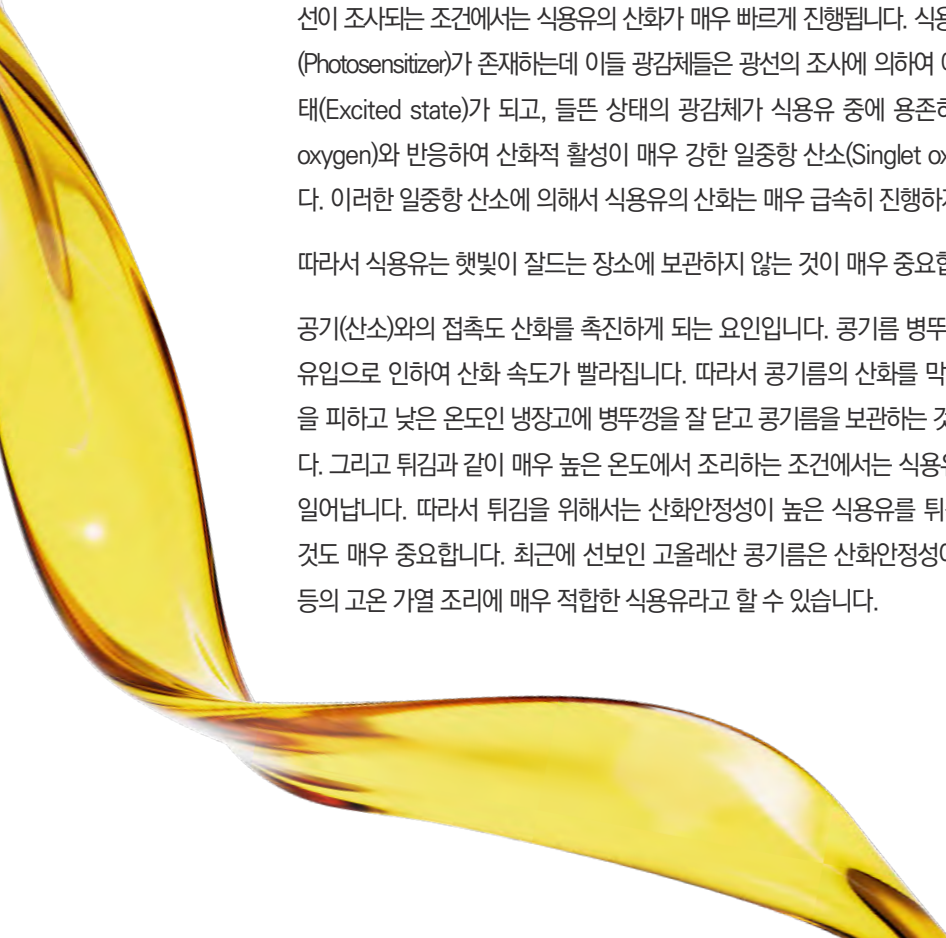 선이 조사되는 조건에서는 식용유의 산화가 매우 빠르게 진행됩니다. 식용
(Photosensitizer)가 존재하는데 이들 광감체들은 광선의 조사에 의하여
태(Excited state)가 되고, 들뜬 상태의 광감체가 식용유 중에 용존
oxygen)와 반응하여 산화적 활성이 매우 강한 일중항 산소(Singlet
다. 이러한 일중항 산소에 의해서 식용유의 산화는 매우 급속히 진행하
따라서 식용유는 햇빛이 잘드는 장소에 보관하지 않는 것이 매우 중요합
공기(산소)와의 접촉도 산화를 촉진하게 되는 요인입니다. 콩기름 병뚜
유입으로 인하여 산화 속도가 빨라집니다. 따라서 콩기름의 산화를 막
을 피하고 낮은 온도인 냉장고에 병뚜껑을 잘 닫고 콩기름을 보관하는
다. 그리고 튀김과 같이 매우 높은 온도에서 조리하는 조건에서는 식용
일어납니다. 따라서 튀김을 위해서는 산화안정성이 높은 식용유를 튀
것도 매우 중요합니다. 최근에 선보인 고올레산 콩기름은 산화안정성
등의 고온 가열 조리에 매우 적합한 식용유라고 할 수 있습니다.